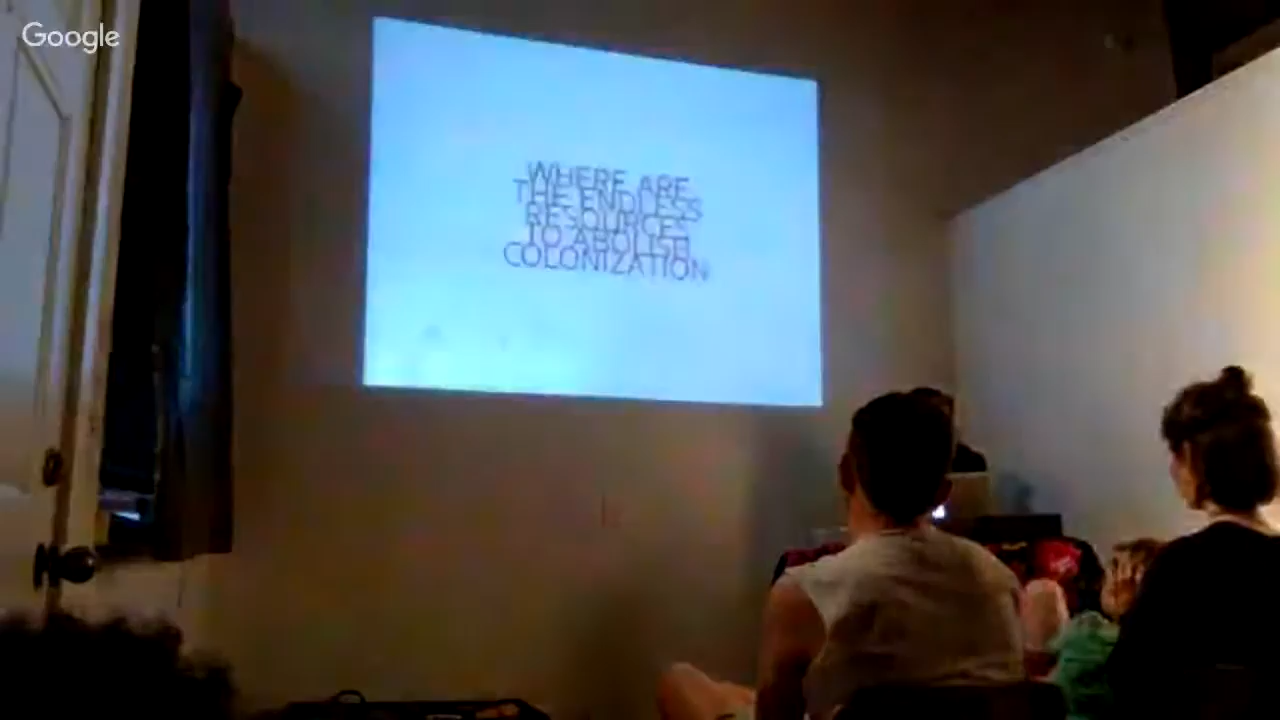 Google
WHERE ARE
THE ENDLESS
RESOURCES
TO ABOLISH
COLONIZATION